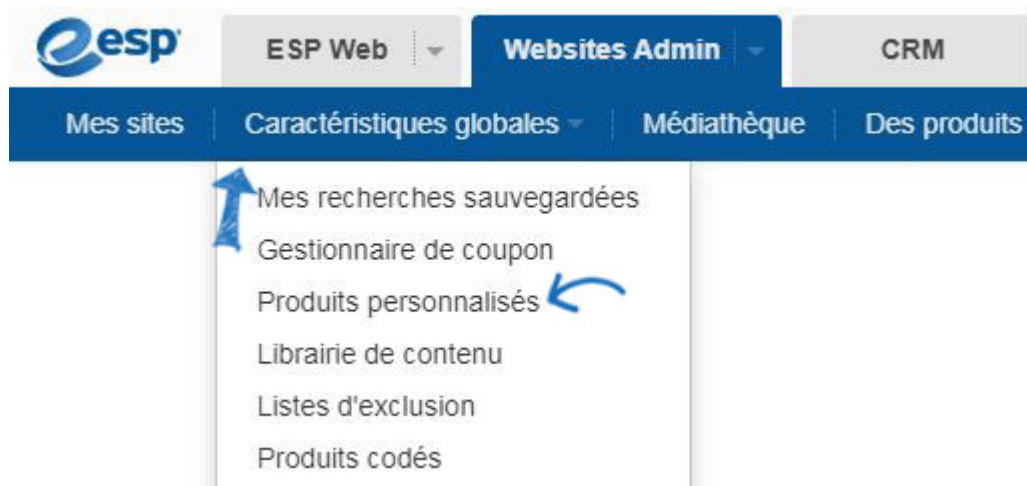 esp
ESP Web
Websites Admin
CRM
Mes sites
Caractéristiques globales
Médiathèque
Des produits
Mes recherches sauvegardées
Gestionnaire de coupon
Produits personnalisés
Librairie de contenu
Listes d'exclusion
Produits codés